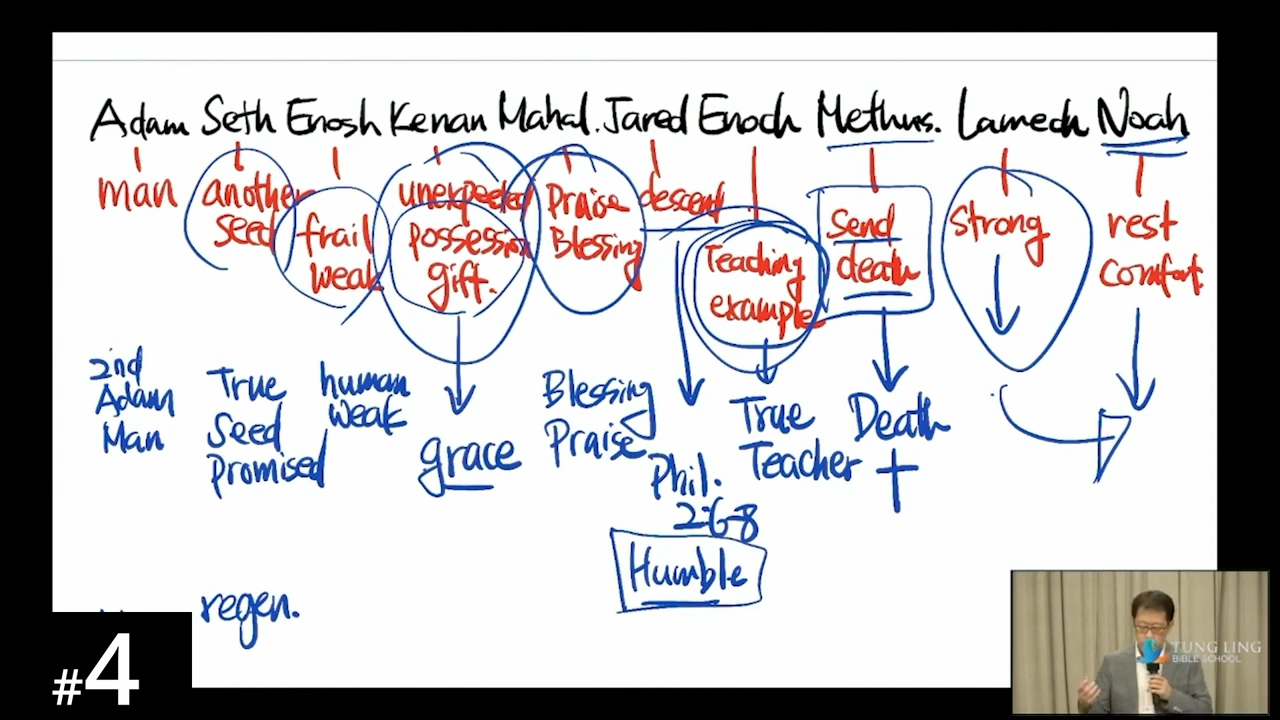 Adam Seth Enosh Kenan Mahal. Jared Enoch Methus. Lamech Noah
man
another
seed
frail
weak
unexpected
possession
gift.
Praise
Blessing
descent
Teaching
example
Send
death
strong
rest
comfort.
2nd
Adam
Man
True
Seed
Promised
human
weak
grace
Blessing
Praise
Phil.
2:6-8
Humble
True
Teacher
Death
regen.
#4
TUNG LING
BIBLE SCHOOL